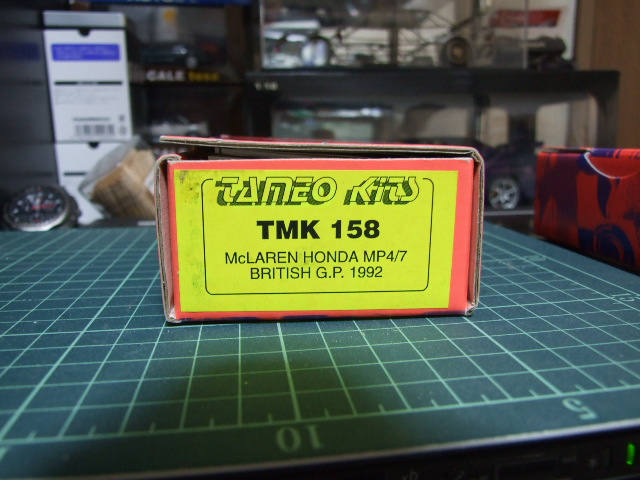 TAMEO KITS
TMK 158
McLAREN HONDA MP4/7
BRITISH G.P. 1992
10
5